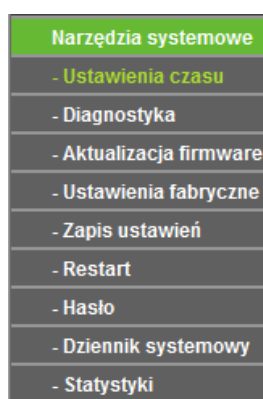 Narzędzia systemowe
- Ustawienia czasu
- Diagnostyka
- Aktualizacja firmware
- Ustawienia fabryczne
- Zapis ustawień
- Restart
- Hasło
- Dziennik systemowy
- Statystyki